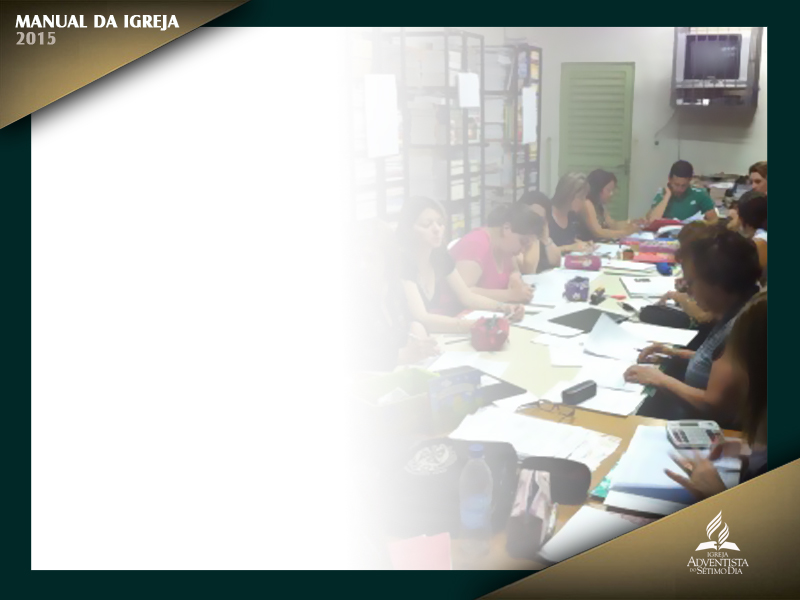 MANUAL DA IGREJA
2015
IGREJA
ADVENTISTA
DO SÉTIMO DIA